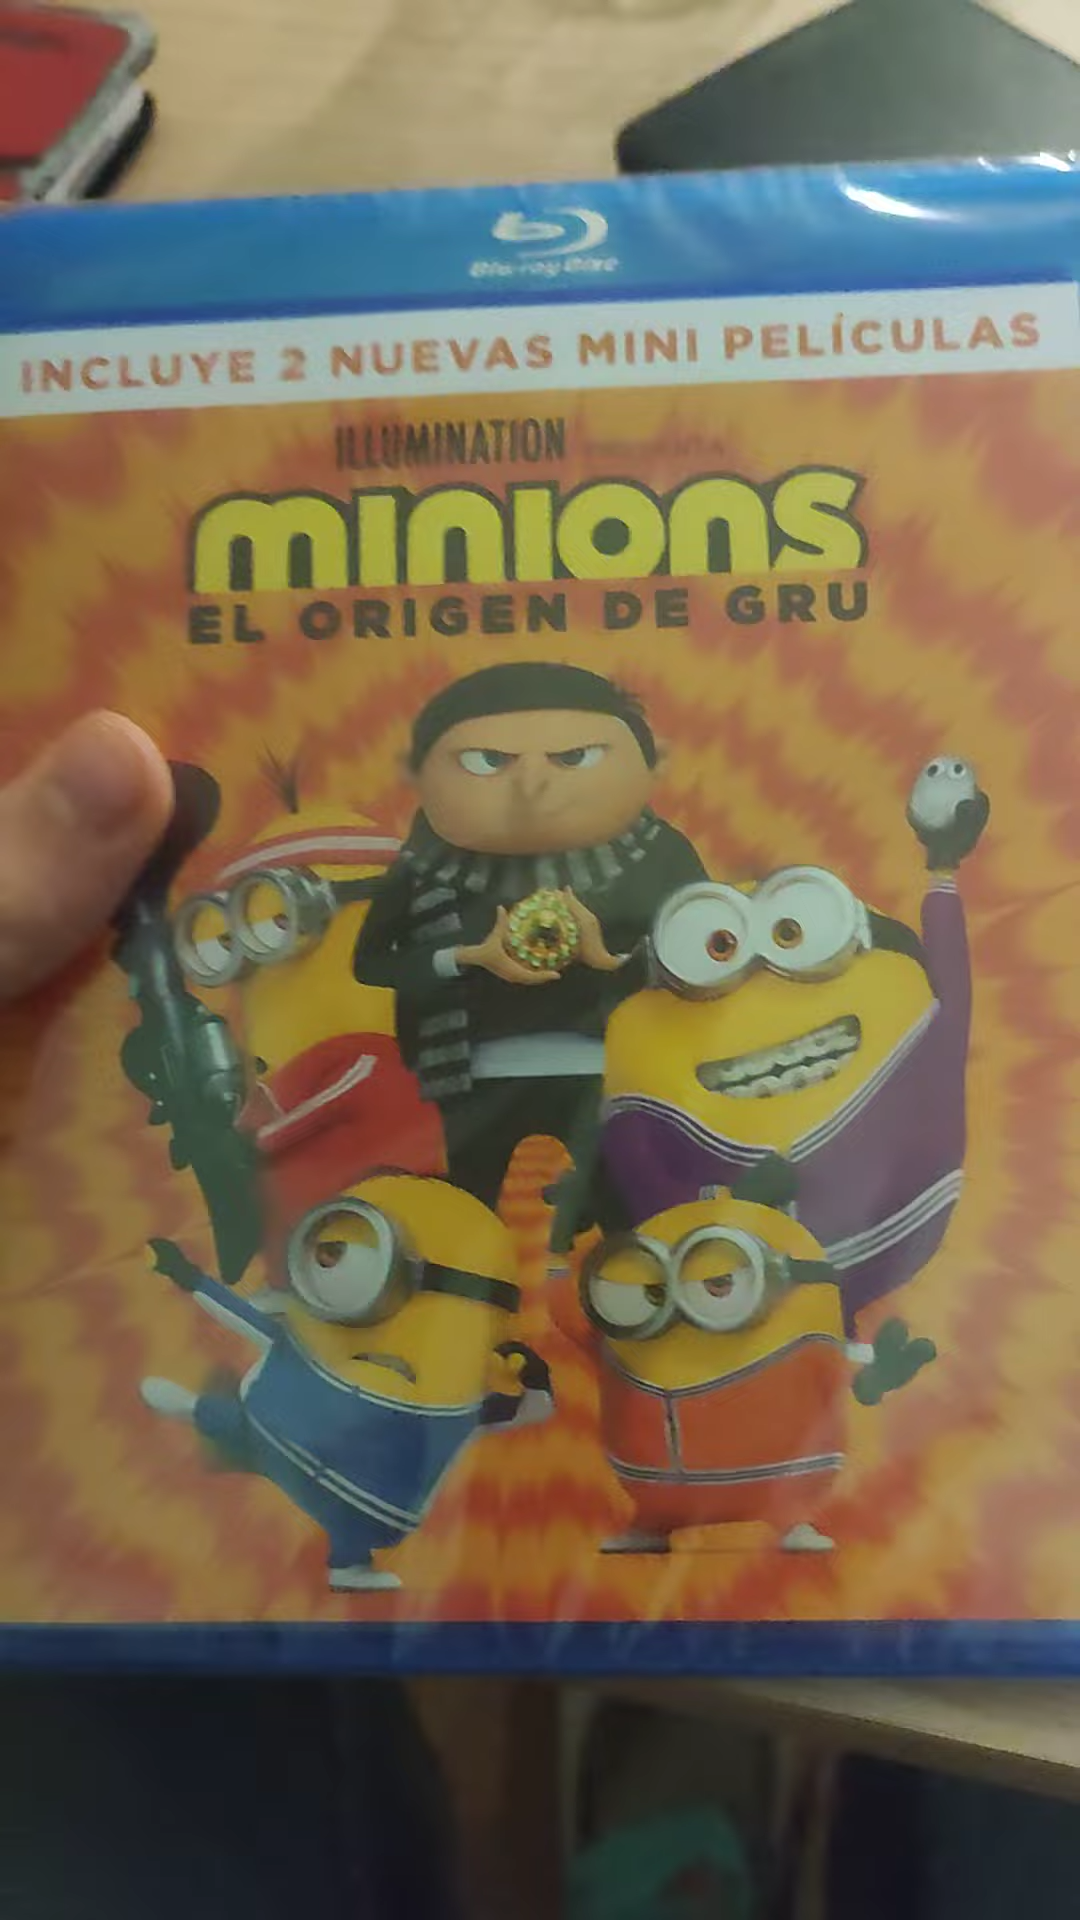 Blu-ray Disc
INCLUYE 2 NUEVAS MINI PELÍCULAS
ILLUMINATION
minions
EL ORIGEN DE GRU